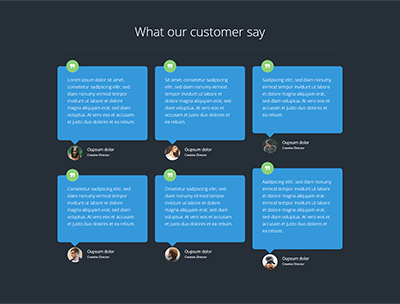 What our customer say
Lorem ipsum dolor sit amet,
consetetur sadipscing elitr, sed
diam nonumy eirmod tempor
invidunt ut labore et dolore
magna aliquyam erat, sed diam
voluptua. At vero eos et accusam
et justo duo dolores et ea rebum.
Oupsum dolor
Creative Director
Sit amet, consetetur sadipscing
elitr, sed diam nonumy eirmod
tempor invidunt ut labore et
dolore magna aliquyam erat, sed
diam voluptua. At vero eos et
accusam et justo duo dolores et
ea rebum.
Oupsum dolor
Creative Director
Sadipscing elitr, sed diam nonumy
eirmod tempor invidunt ut labore
et dolore magna aliquyam erat,
sed diam voluptua. At vero eos et
accusam et justo duo dolores et
ea rebum.
Oupsum dolor
Creative Director
Consetetur sadipscing elitr, sed
diam nonumy eirmod tempor
invidunt ut labore et dolore
magna aliquyam erat, sed diam
voluptua. At vero eos et accusam
et justo duo dolores et ea rebum.
Oupsum dolor
Creative Director
Onsetetur sadipscing elitr, sed
diam nonumy eirmod tempor
invidunt ut labore et dolore
magna aliquyam erat, sed diam
voluptua. At vero eos et accusam
et justo duo dolores et ea rebum.
Oupsum dolor
Creative Director
Aadipscing elitr, sed diam
nonumy eirmod tempor invidunt
ut labore et dolore magna
aliquyam erat, sed diam voluptua.
At vero eos et accusam et justo
duo dolores et ea rebum.
Oupsum dolor
Creative Director